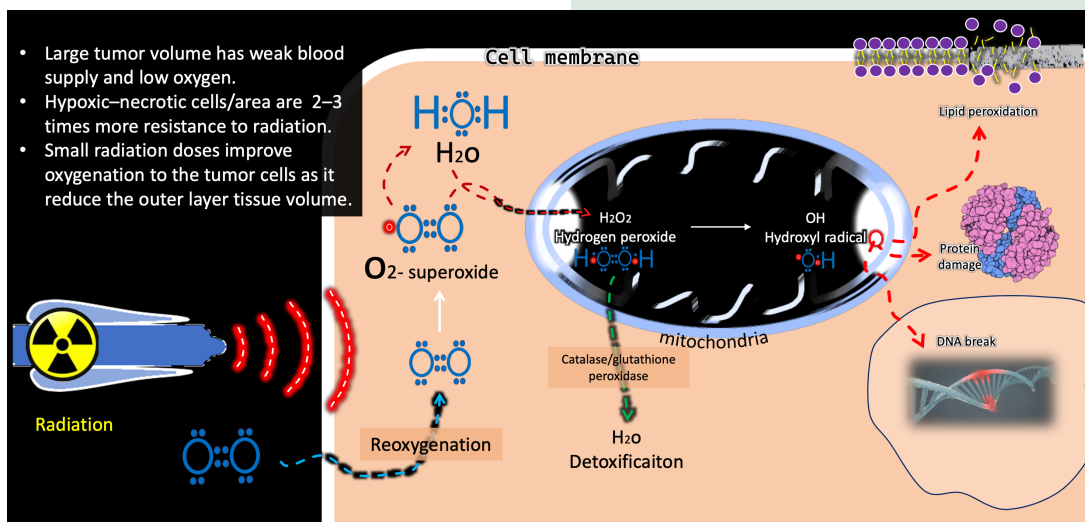 • Large tumor volume has weak blood
supply and low oxygen.
• Hypoxic–necrotic cells/area are 2–3
times more resistance to radiation.
• Small radiation doses improve
oxygenation to the tumor cells as it
reduce the outer layer tissue volume.
Cell membrane
H O H
H₂o
O₂- superoxide
Reoxygenation
Radiation
H₂O₂
Hydrogen peroxide
H O O H
OH
Hydroxyl radical
O H
mitochondria
Catalase/glutathione
peroxidase
H₂o
Detoxificaiton
Lipid peroxidation
Protein
damage
DNA break